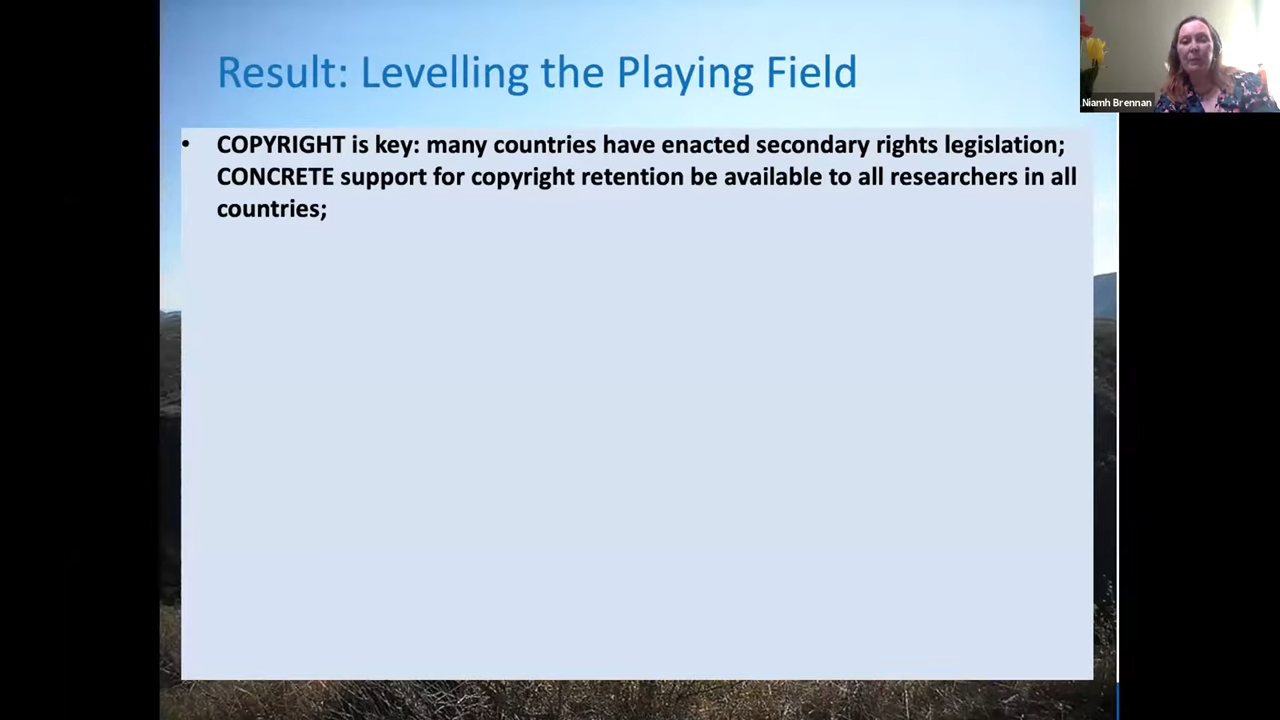 Result: Levelling the Playing Field
Niamh Brennan
• COPYRIGHT is key: many countries have enacted secondary rights legislation;
CONCRETE support for copyright retention be available to all researchers in all
countries;